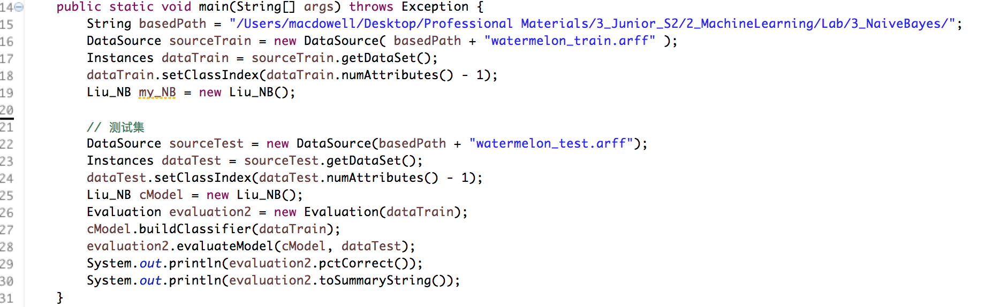 14 public static void main(String[] args) throws Exception {
15 String basedPath = "/Users/macdowell/Desktop/Professional Materials/3_Junior_S2/2_MachineLearning/Lab/3_NaiveBayes/";
16 DataSource sourceTrain = new DataSource( basedPath + "watermelon_train.arff" );
17 Instances dataTrain = sourceTrain.getDataSet();
18 dataTrain.setClassIndex(dataTrain.numAttributes() - 1);
19 Liu_NB my_NB = new Liu_NB();
20
21 // 测试集
22 DataSource sourceTest = new DataSource(basedPath + "watermelon_test.arff");
23 Instances dataTest = sourceTest.getDataSet();
24 dataTest.setClassIndex(dataTest.numAttributes() - 1);
25 Liu_NB cModel = new Liu_NB();
26 Evaluation evaluation2 = new Evaluation(dataTrain);
27 cModel.buildClassifier(dataTrain);
28 evaluation2.evaluateModel(cModel, dataTest);
29 System.out.println(evaluation2.pctCorrect());
30 System.out.println(evaluation2.toSummaryString());
31 }